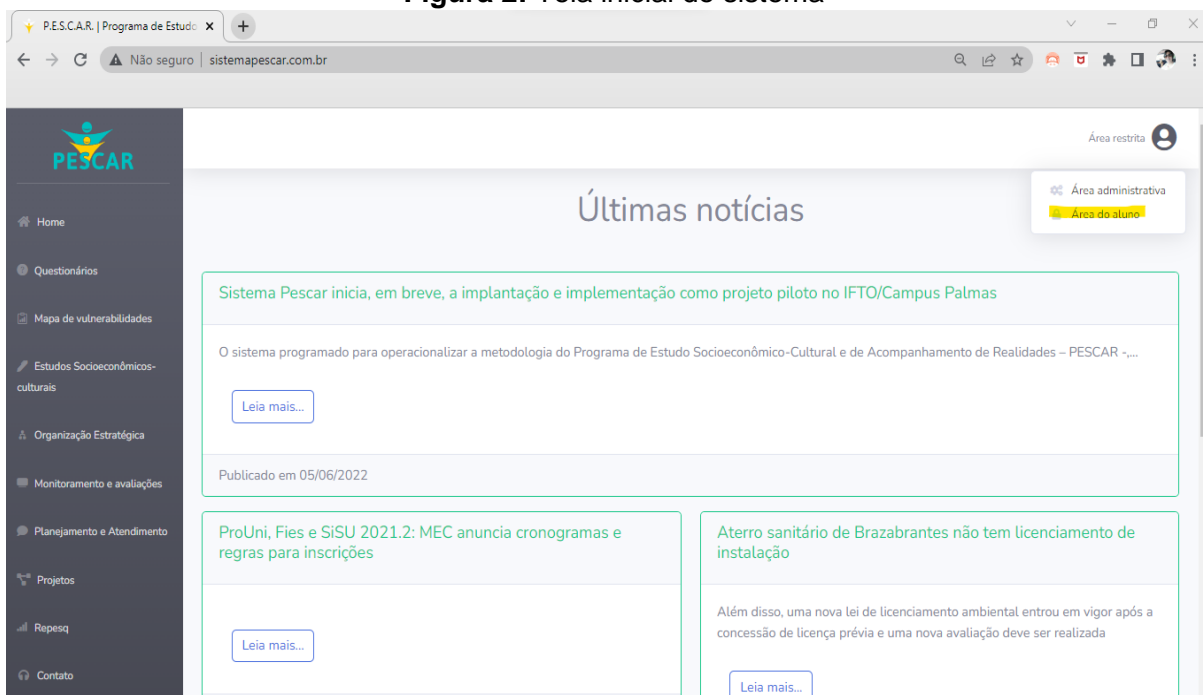 Figura 2: Tela inicial do sistema
P.E.S.C.A.R. | Programa de Estudo
Não seguro | sistemapescar.com.br
PESCAR
Área restrita
Área administrativa
Área do aluno
Home
Questionários
Mapa de vulnerabilidades
Estudos Socioeconômicos-
culturais
Organização Estratégica
Monitoramento e avaliações
Planejamento e Atendimento
Projetos
Repesq
Contato
Últimas notícias
Sistema Pescar inicia, em breve, a implantação e implementação como projeto piloto no IFTO/Campus Palmas
O sistema programado para operacionalizar a metodologia do Programa de Estudo Socioeconômico-Cultural e de Acompanhamento de Realidades – PESCAR -,...
Leia mais...
Publicado em 05/06/2022
ProUni, Fies e SiSU 2021.2: MEC anuncia cronogramas e
regras para inscrições
Leia mais...
Aterro sanitário de Brazabrantes não tem licenciamento de
instalação
Além disso, uma nova lei de licenciamento ambiental entrou em vigor após a
concessão de licença prévia e uma nova avaliação deve ser realizada
Leia mais...